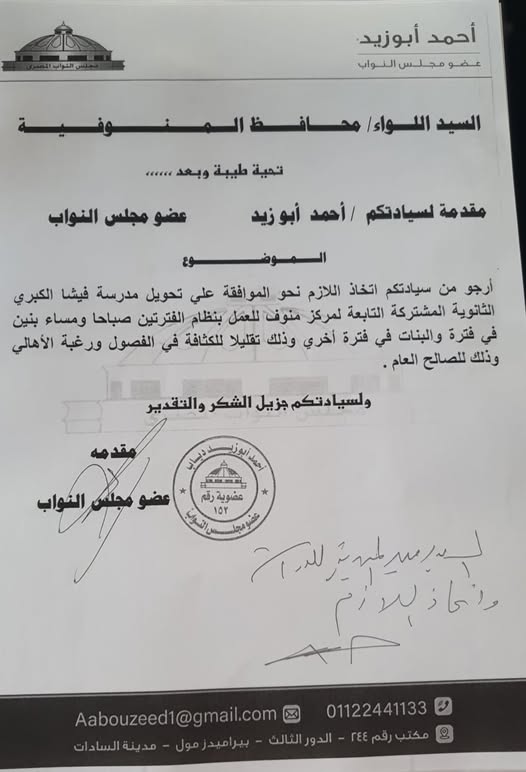 أحمد أبوزيد
عضو مجلس النواب
مجلس النواب المصري
السيد اللواء/ محافظ المنوفية
تحية طيبة وبعد ،،،،،،
مقدمة لسيادتكم / أحمد أبو زيد عضو مجلس النواب
الموضوع
أرجو من سيادتكم اتخاذ اللازم نحو الموافقة علي تحويل مدرسة فيشا الكبري
الثانوية المشتركة التابعة لمركز منوف للعمل بنظام الفترتين صباحا ومساء بنين
في فترة والبنات في فترة أخري وذلك تقليلا للكثافة في الفصول ورغبة الأهالي
وذلك للصالح العام .
ولسيادتكم جزيل الشكر والتقدير
مقدمه
عضو مجلس النواب
أحمد أبوزيد دياب
عضوية رقم
١٥٢
عضو مجلس النواب
السيد مدير للدراسة
واتخاذ اللازم
Aabouzeed1@gmail.com 01122441133
مكتب رقم ٢٤٤ - الدور الثالث - بيراميدز مول - مدينة السادات